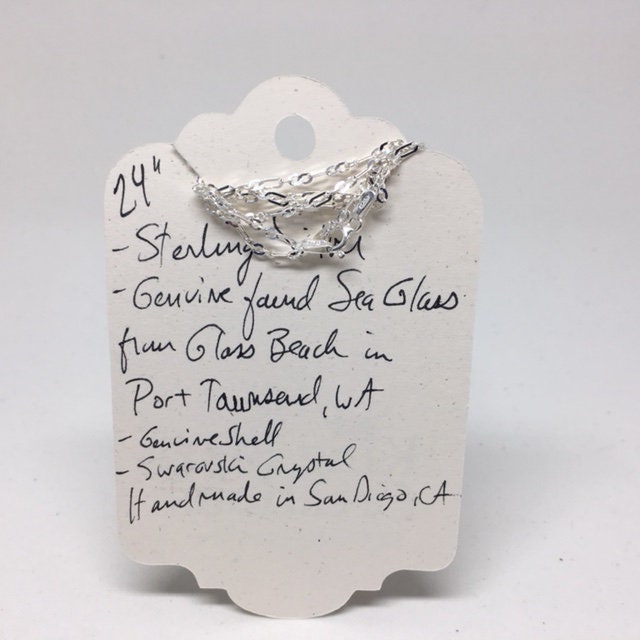 24"
- Sterling
- Genuine found Sea Glass
from Glass Beach in
Port Townsend, WA
- Genuine Shell
- Swarovski Crystal
Handmade in San Diego, CA